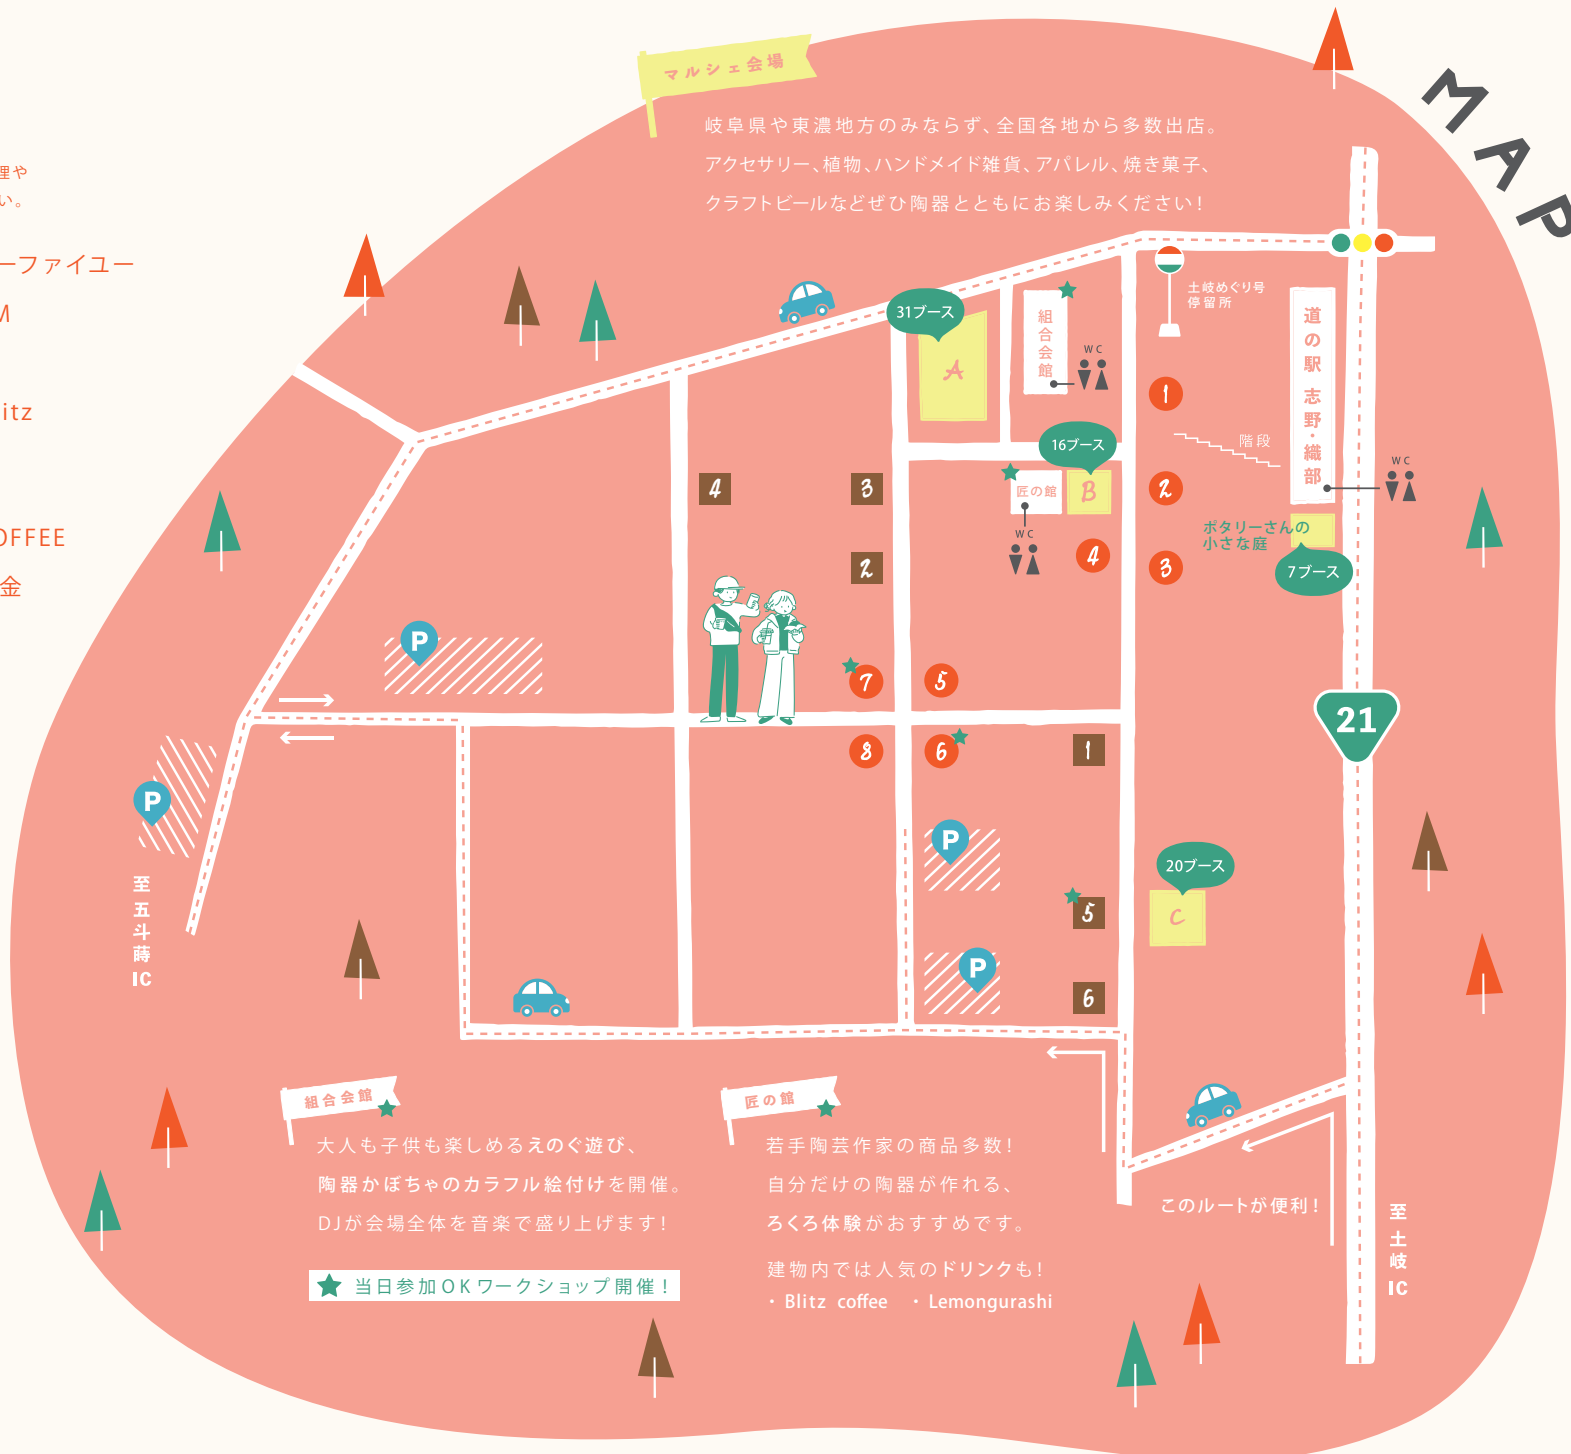 マルシェ会場
岐阜県や東濃地方のみならず、全国各地から多数出店。
アクセサリー、植物、ハンドメイド雑貨、アパレル、焼き菓子、
クラフトビールなどぜひ陶器とともにお楽しみください!
MAP
理や
い。
ーファイユー
M
itz
OFFEE
金
31ブース
A
組合会館
WC
土岐めぐり号
停留所
道の駅 志野・織部
1
階段
WC
16ブース
4
3
匠の館
B
2
WC
ポタリーさんの
小さな庭
2
4
3
7ブース
P
7
5
21
8
6
1
P
P
20ブース
5
C
至五斗蒔IC
P
6
組合会館
大人も子供も楽しめるえのぐ遊び、
陶器かぼちゃのカラフル絵付けを開催。
DJが会場全体を音楽で盛り上げます!
当日参加OKワークショップ開催!
匠の館
若手陶芸作家の商品多数!
自分だけの陶器が作れる、
ろくろ体験がおすすめです。
建物内では人気のドリンクも!
・Blitz coffee ・Lemongurashi
このルートが便利!
至土岐IC